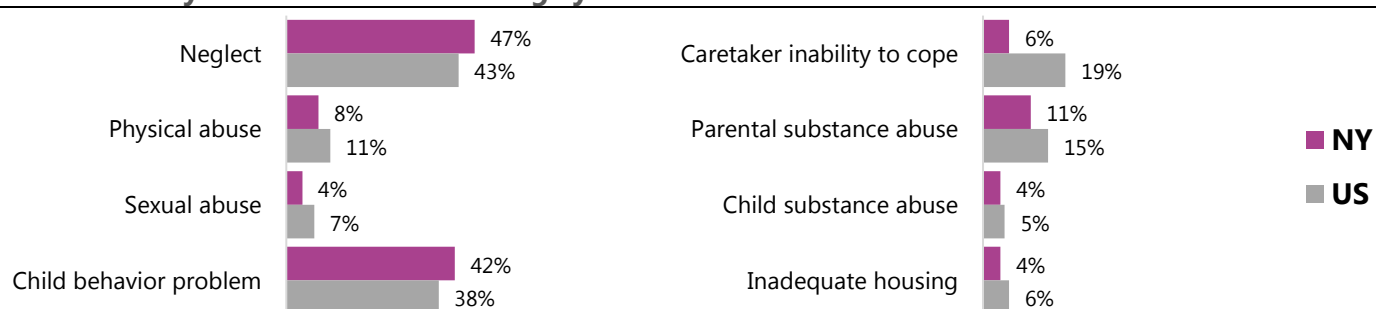 Neglect
47%
43%
Physical abuse
8%
11%
Sexual abuse
4%
7%
Child behavior problem
42%
38%
Caretaker inability to cope
6%
19%
Parental substance abuse
11%
15%
Child substance abuse
4%
5%
Inadequate housing
4%
6%
NY
US